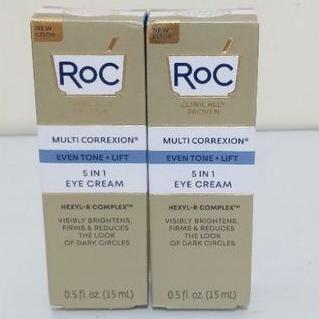 NEW
LOOK
RoC
CLINICALLY
PROVEN
MULTI CORREXION®
EVEN TONE + LIFT
5 IN 1
EYE CREAM
HEXYL-R COMPLEX™
VISIBLY BRIGHTENS,
FIRMS & REDUCES
THE LOOK
OF DARK CIRCLES
0.5 fl. oz. (15 mL)
NEW
LOOK
RoC
CLINICALLY
PROVEN
MULTI CORREXION®
EVEN TONE + LIFT
5 IN 1
EYE CREAM
HEXYL-R COMPLEX™
VISIBLY BRIGHTENS,
FIRMS & REDUCES
THE LOOK
OF DARK CIRCLES
0.5 fl. oz. (15 mL)